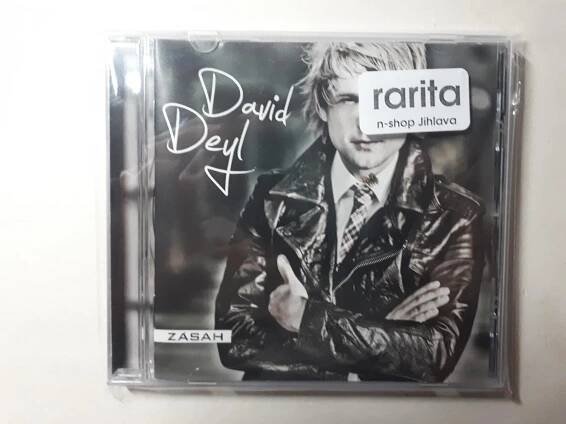 David
Deyl
rarita
n-shop Jihlava
ZÁSAH